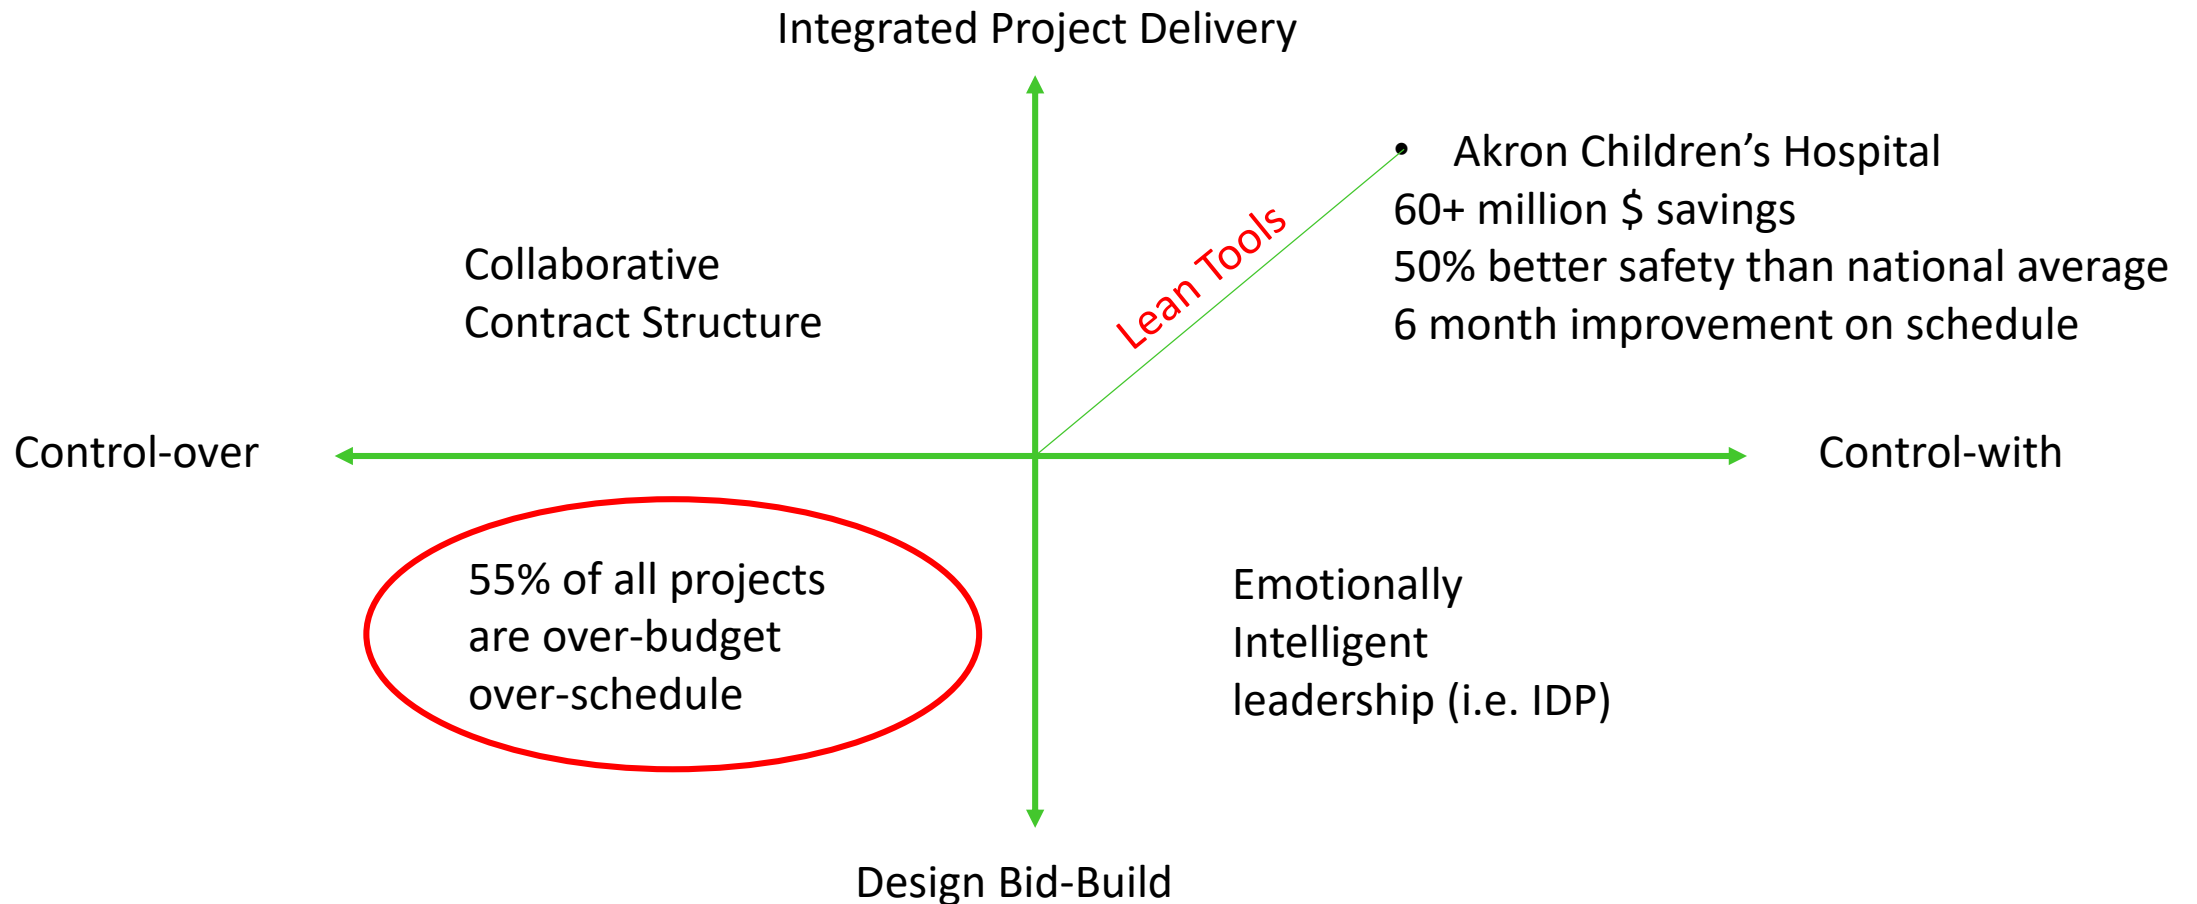 Integrated Project Delivery
• Akron Children’s Hospital
60+ million $ savings
50% better safety than national average
6 month improvement on schedule
Lean Tools
Collaborative
Contract Structure
Control-over
Control-with
55% of all projects
are over-budget
over-schedule
Emotionally
Intelligent
leadership (i.e. IDP)
Design Bid-Build